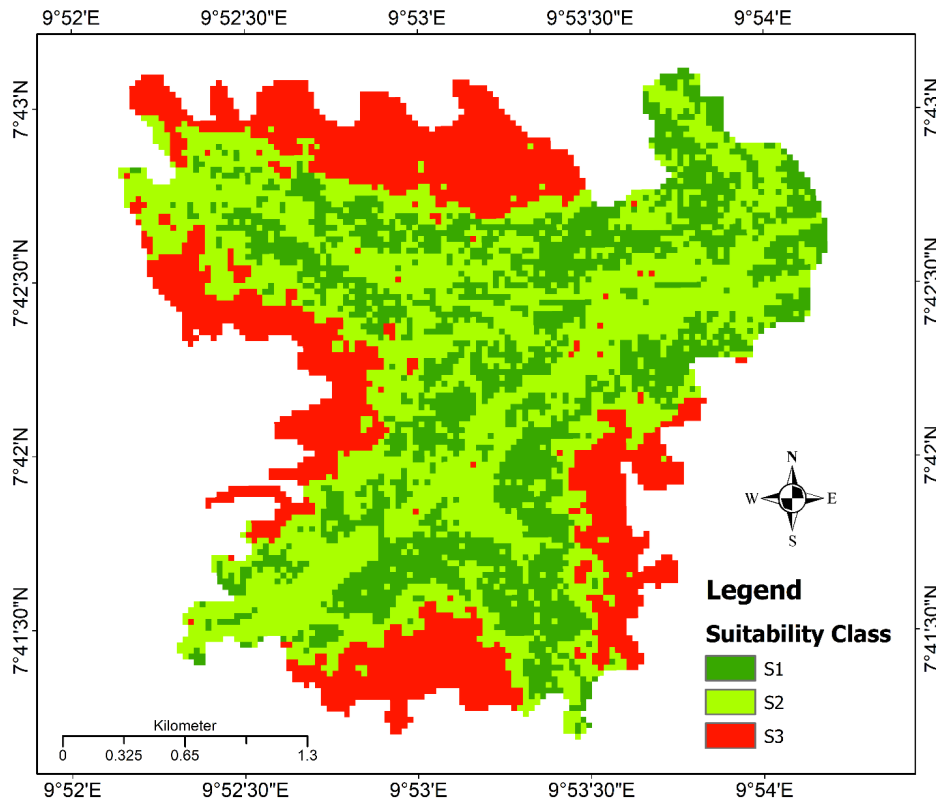 9°52'E 9°52'30"E 9°53'E 9°53'30"E 9°54'E
7°43'N 7°43'N
7°42'30"N 7°42'30"N
7°42'N 7°42'N
N
W E
S
Legend
7°41'30"N 7°41'30"N
Suitability Class
S1
S2
S3
Kilometer
0 0.325 0.65 1.3
9°52'E 9°52'30"E 9°53'E 9°53'30"E 9°54'E